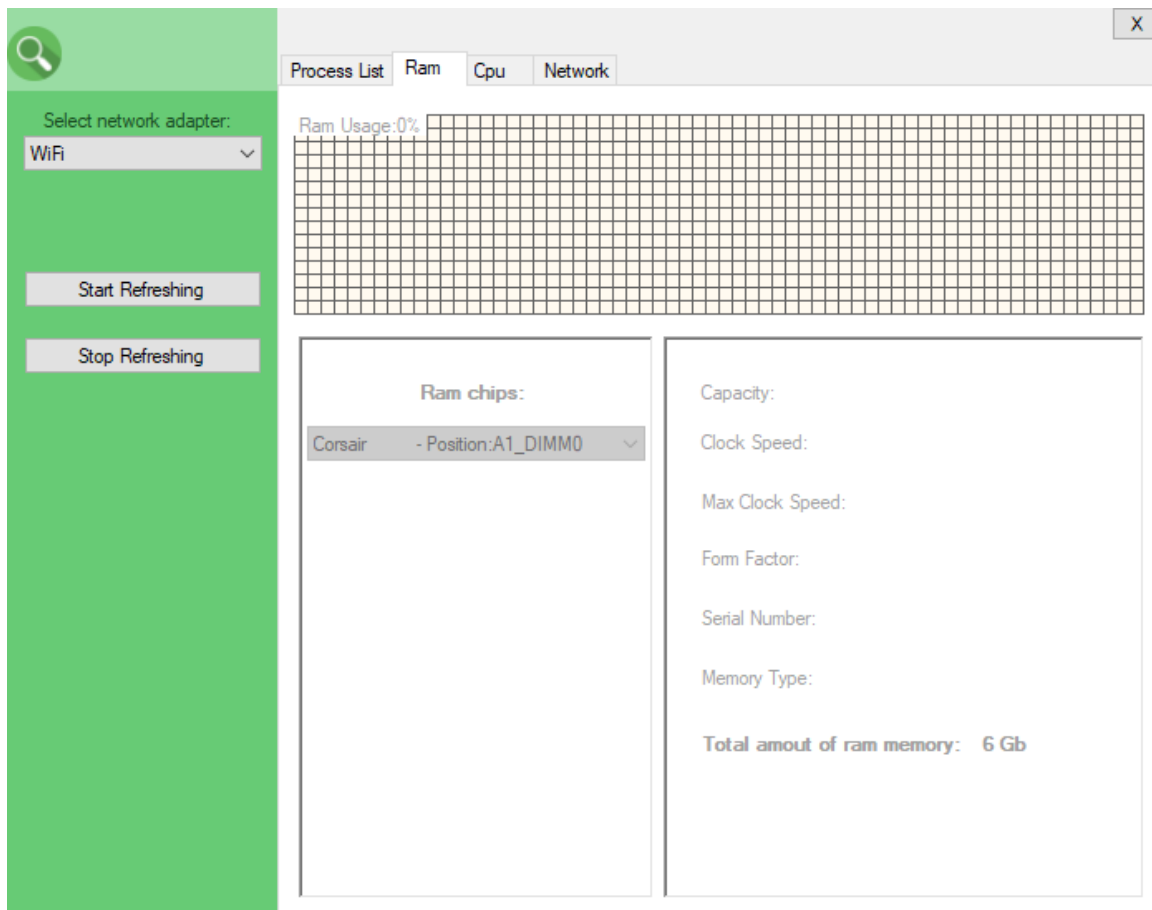 X
Process List Ram Cpu Network
Select network adapter:
WiFi
Start Refreshing
Stop Refreshing
Ram Usage:0%
Ram chips:
Corsair - Position:A1_DIMM0
Capacity:
Clock Speed:
Max Clock Speed:
Form Factor:
Serial Number:
Memory Type:
Total amout of ram memory: 6 Gb